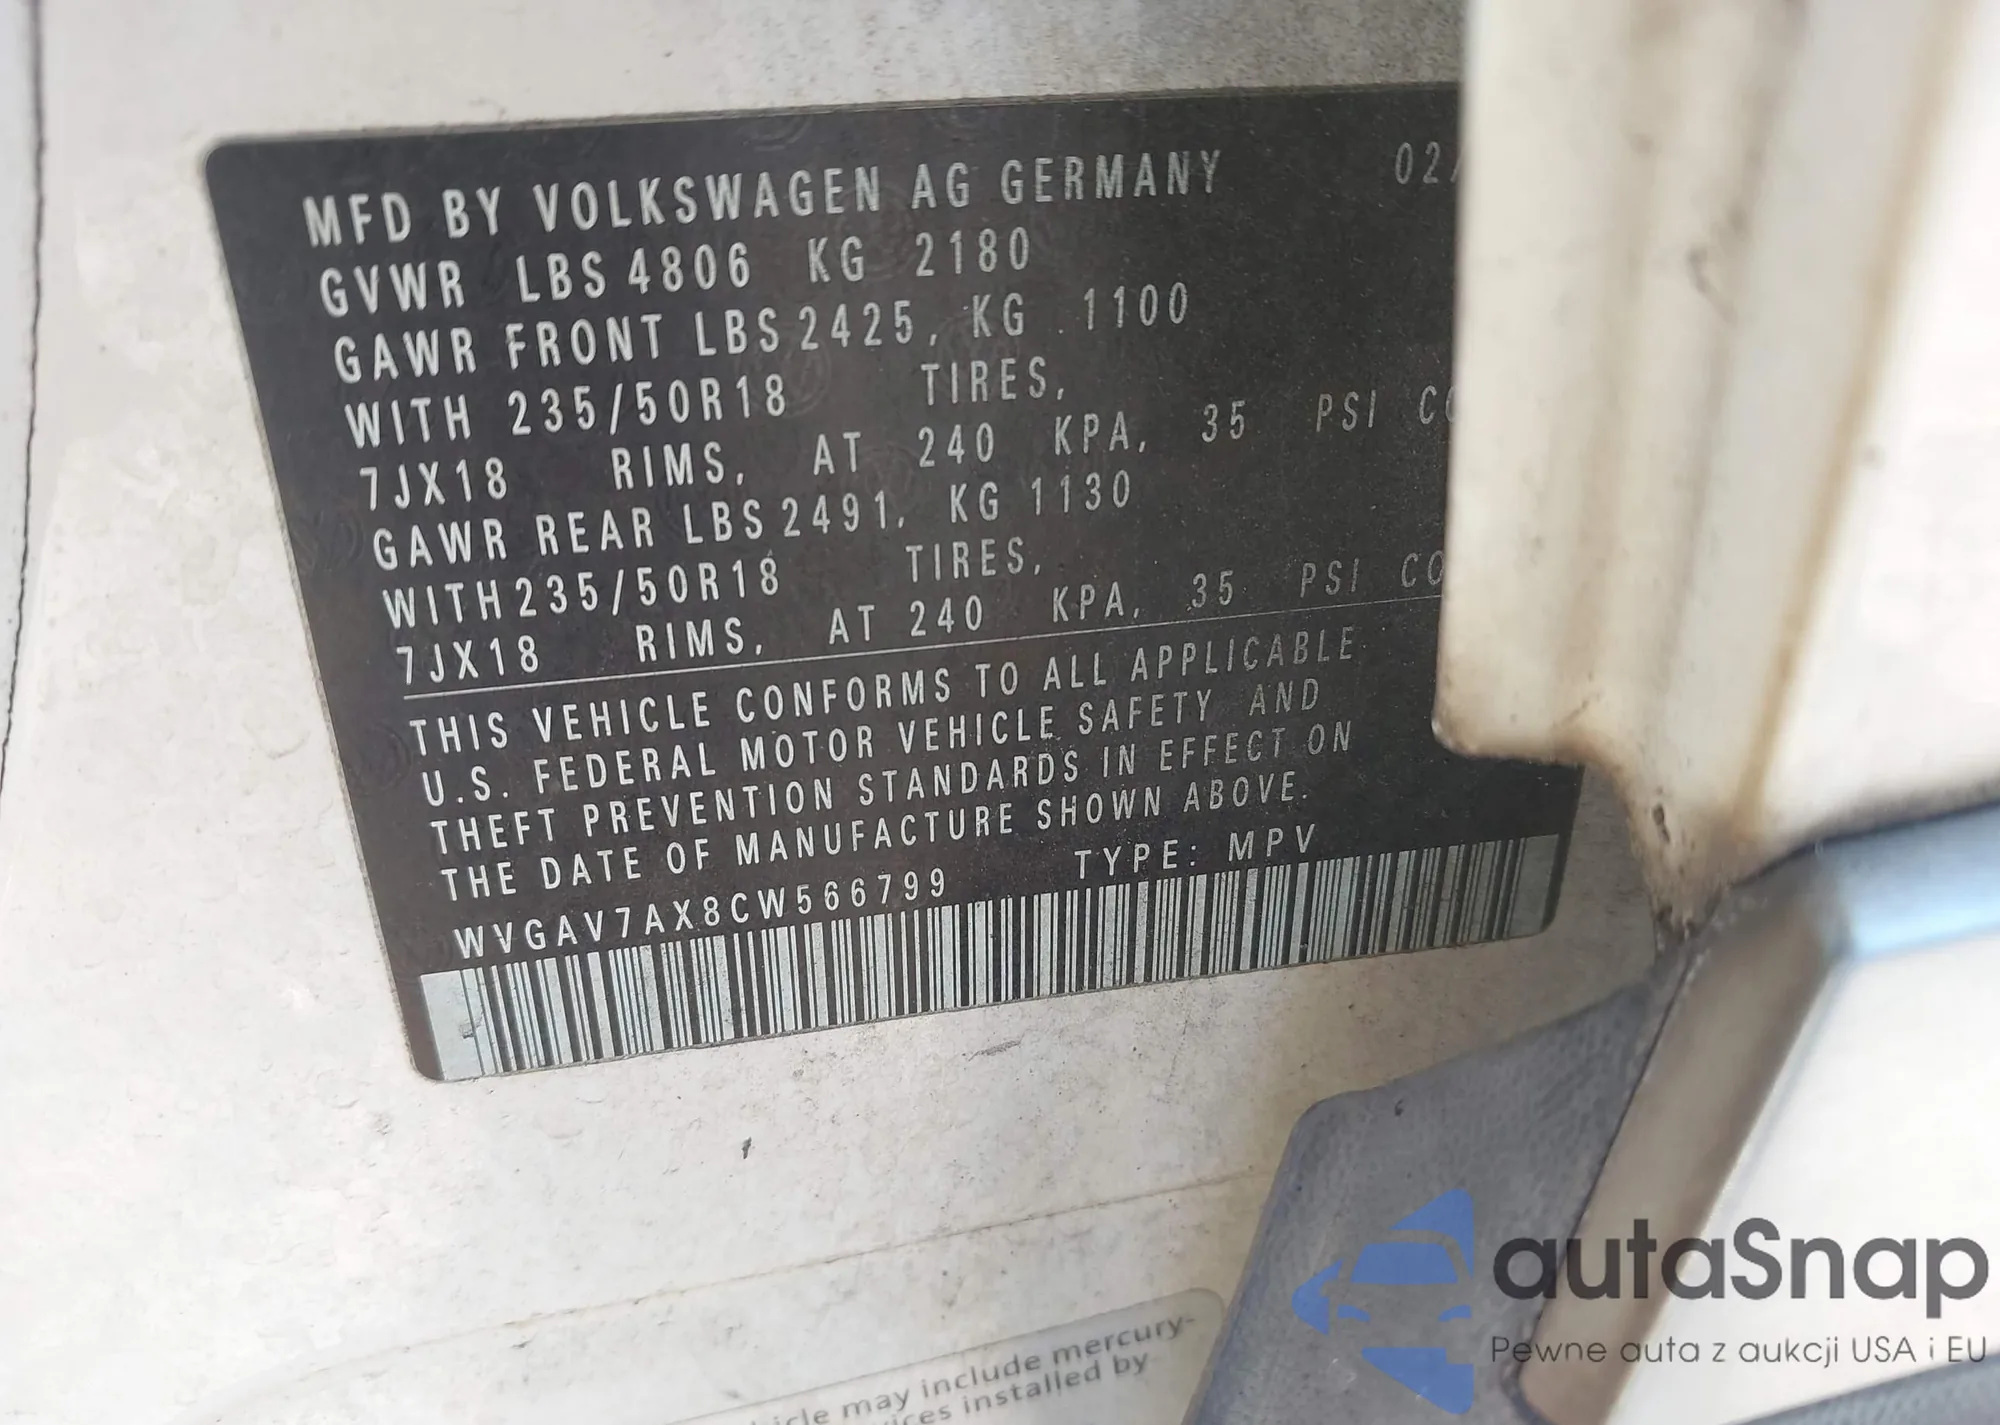 MFD BY VOLKSWAGEN AG GERMANY 02/
GVWR LBS 4806 KG 2180
GAWR FRONT LBS 2425, KG 1100
WITH 235/50R18 TIRES,
7JX18 RIMS, AT 240 KPA, 35 PSI CO
GAWR REAR LBS 2491, KG 1130
WITH 235/50R18 TIRES,
7JX18 RIMS, AT 240 KPA, 35 PSI CO
THIS VEHICLE CONFORMS TO ALL APPLICABLE
U.S. FEDERAL MOTOR VEHICLE SAFETY AND
THEFT PREVENTION STANDARDS IN EFFECT ON
THE DATE OF MANUFACTURE SHOWN ABOVE.
WVGAV7AX8CW566799 TYPE: MPV
may include mercury-
installed by
autaSnap
Pewne auta z aukcji USA i EU